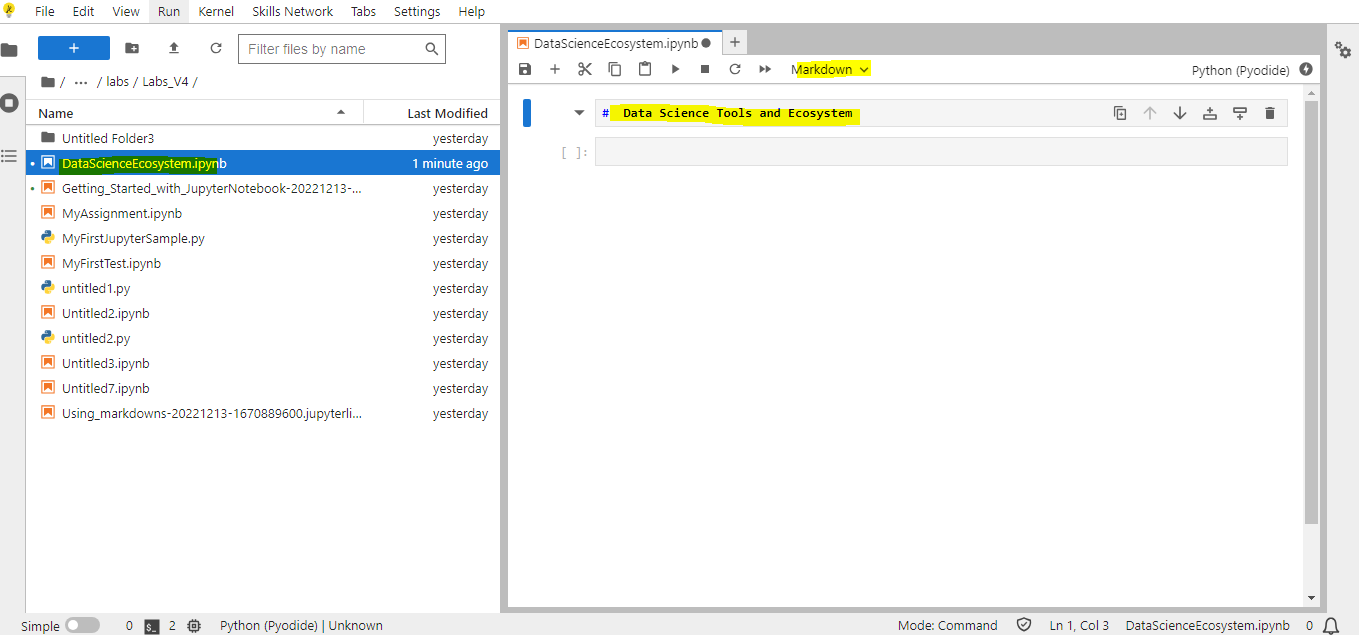 File Edit View Run Kernel Skills Network Tabs Settings Help
+
Filter files by name
/ ··· / labs / Labs_V4 /
Name Last Modified
Untitled Folder3 yesterday
DataScienceEcosystem.ipynb 1 minute ago
Getting_Started_with_JupyterNotebook-20221213-... yesterday
MyAssignment.ipynb yesterday
MyFirstJupyterSample.py yesterday
MyFirstTest.ipynb yesterday
untitled1.py yesterday
Untitled2.ipynb yesterday
untitled2.py yesterday
Untitled3.ipynb yesterday
Untitled7.ipynb yesterday
Using_markdowns-20221213-1670889600.jupyterli... yesterday
DataScienceEcosystem.ipynb
Markdown Python (Pyodide)
# Data Science Tools and Ecosystem
[ ]:
Simple 0 $_ 2 Python (Pyodide) | Unknown Mode: Command Ln 1, Col 3 DataScienceEcosystem.ipynb 0